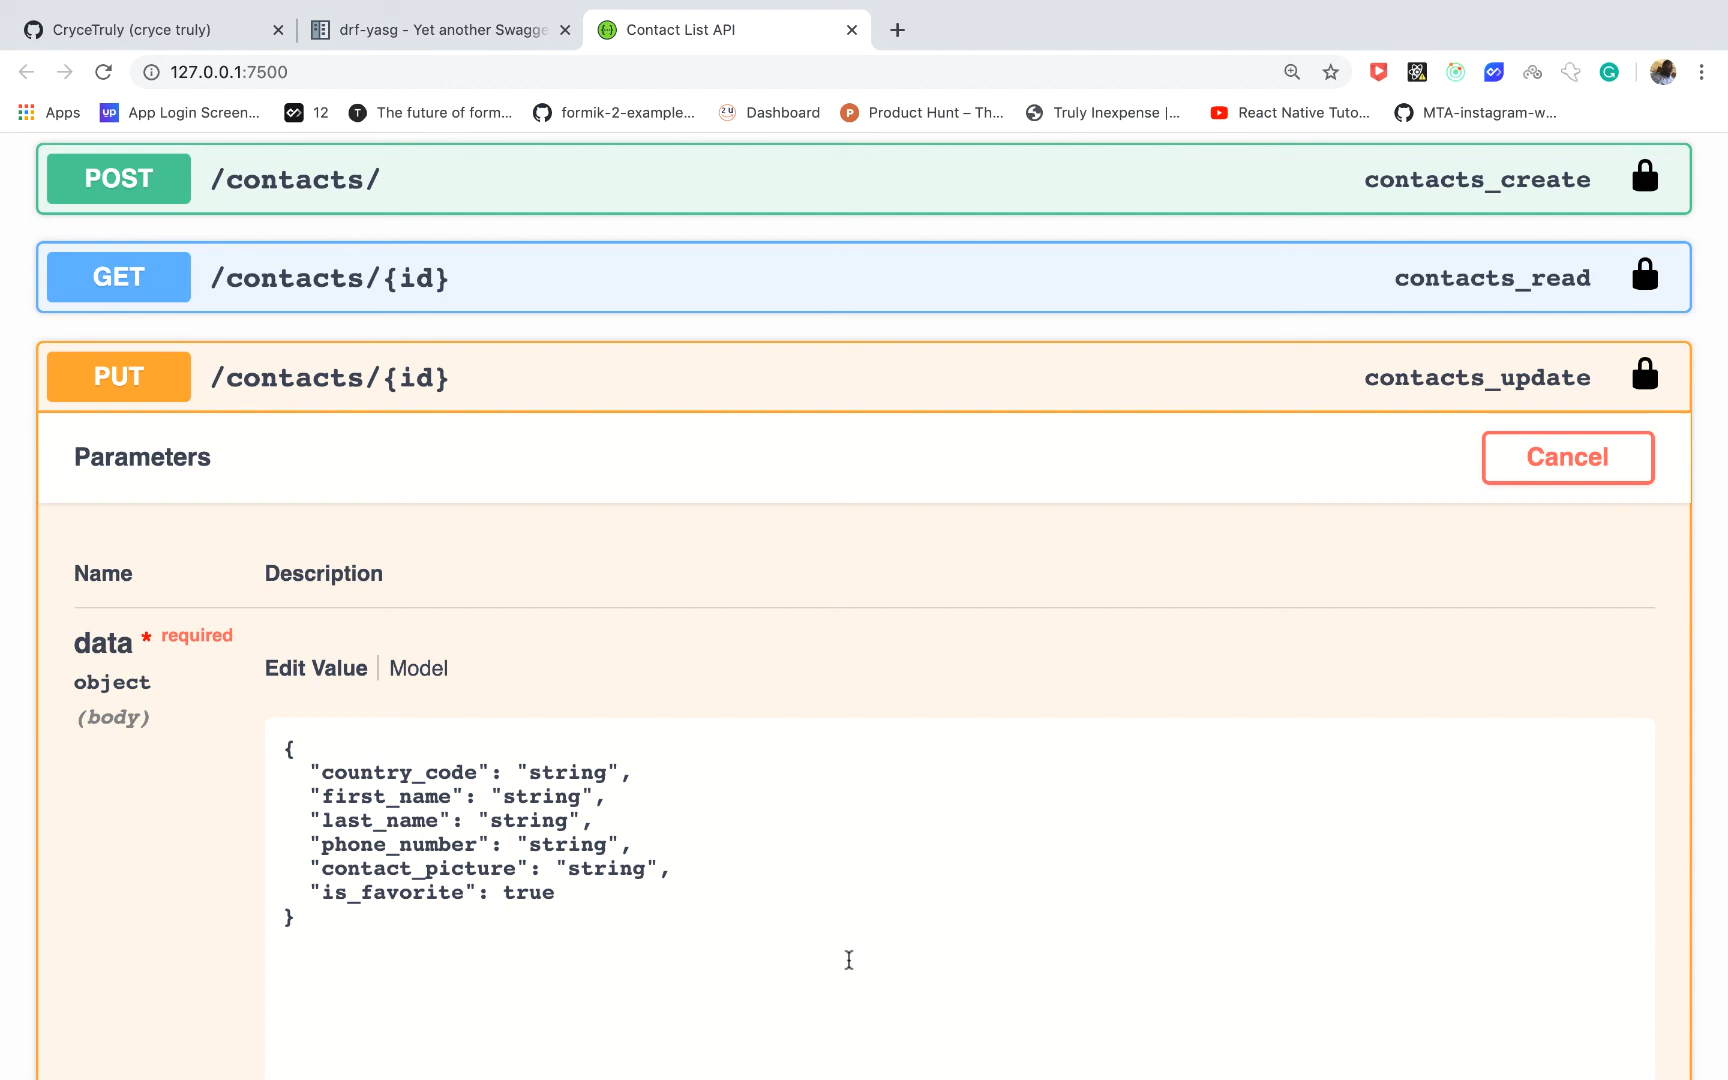 CryceTruly (cryce truly)
drf-yasg - Yet another Swagge
Contact List API
127.0.0.1:7500
Apps
up
App Login Screen...
12
T
The future of form...
formik-2-example...
Dashboard
P
Product Hunt – Th...
Truly Inexpense |...
React Native Tuto...
MTA-instagram-w...
POST /contacts/ contacts_create
GET /contacts/{id} contacts_read
PUT /contacts/{id} contacts_update
Parameters
Cancel
Name Description
data * required
object
(body)
Edit Value | Model
{
"country_code": "string",
"first_name": "string",
"last_name": "string",
"phone_number": "string",
"contact_picture": "string",
"is_favorite": true
}